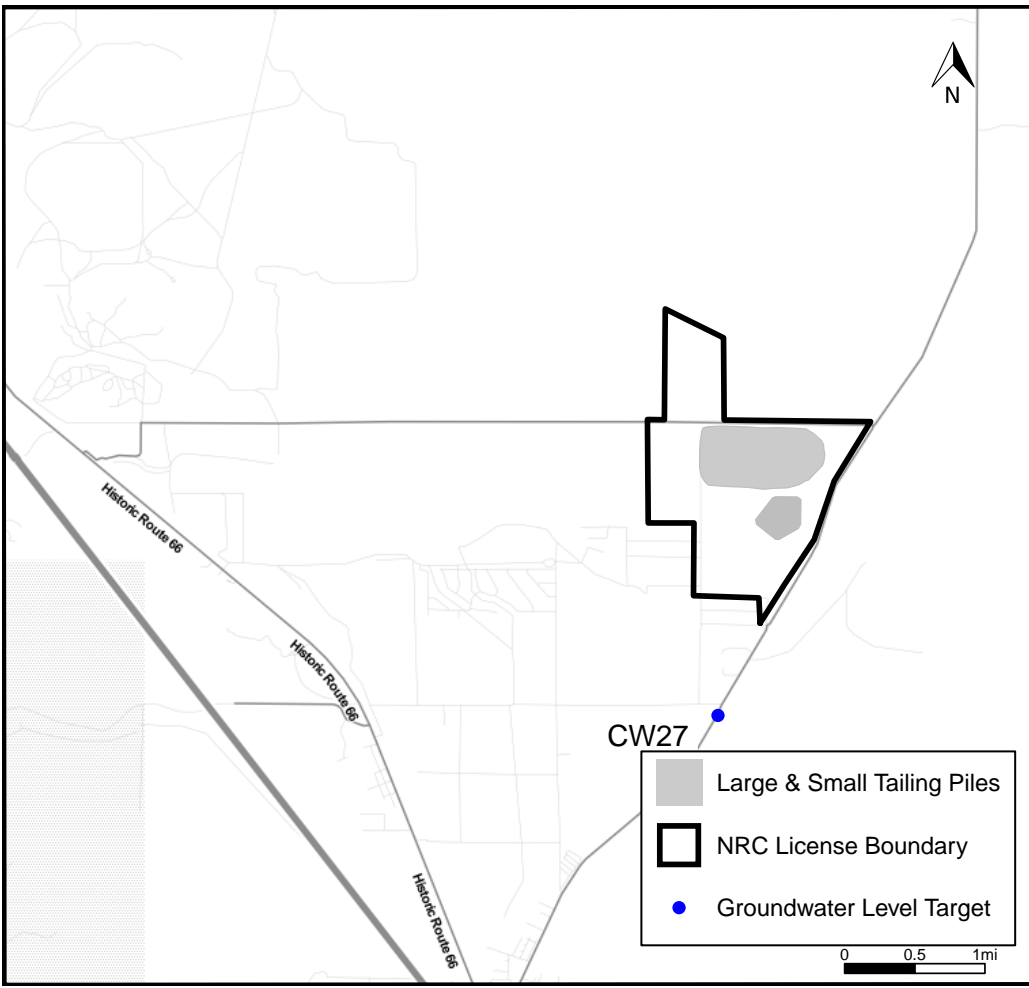 N
Historic Route 66
Historic Route 66
CW27
Large & Small Tailing Piles
NRC License Boundary
Historic Route 66
Groundwater Level Target
0 0.5 1mi